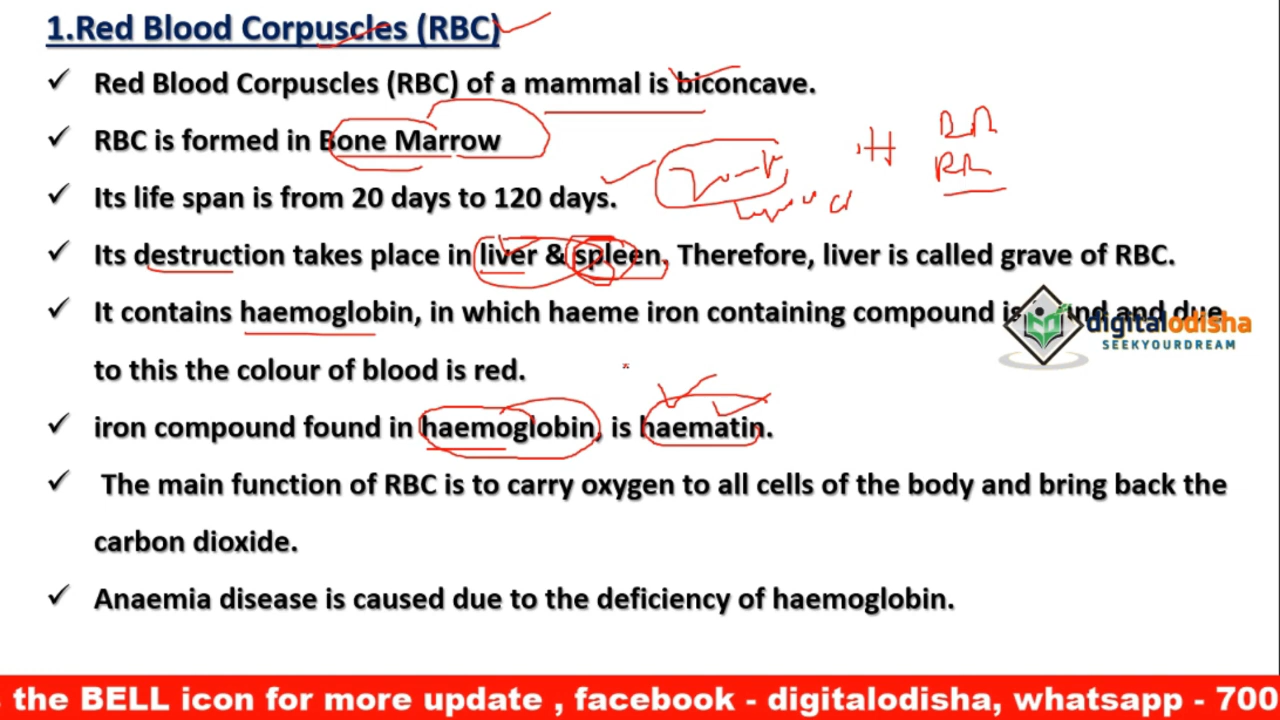 1.Red Blood Corpuscles (RBC)
✓ Red Blood Corpuscles (RBC) of a mammal is biconcave.
✓ RBC is formed in Bone Marrow
✓ Its life span is from 20 days to 120 days.
✓ Its destruction takes place in liver & spleen. Therefore, liver is called grave of RBC.
✓ It contains haemoglobin, in which haeme iron containing compound is found and due
to this the colour of blood is red.
✓ iron compound found in haemoglobin, is haematin.
✓ The main function of RBC is to carry oxygen to all cells of the body and bring back the
carbon dioxide.
✓ Anaemia disease is caused due to the deficiency of haemoglobin.
digitalodisha
SEEKYOURDREAM
the BELL icon for more update , facebook - digitalodisha, whatsapp - 700